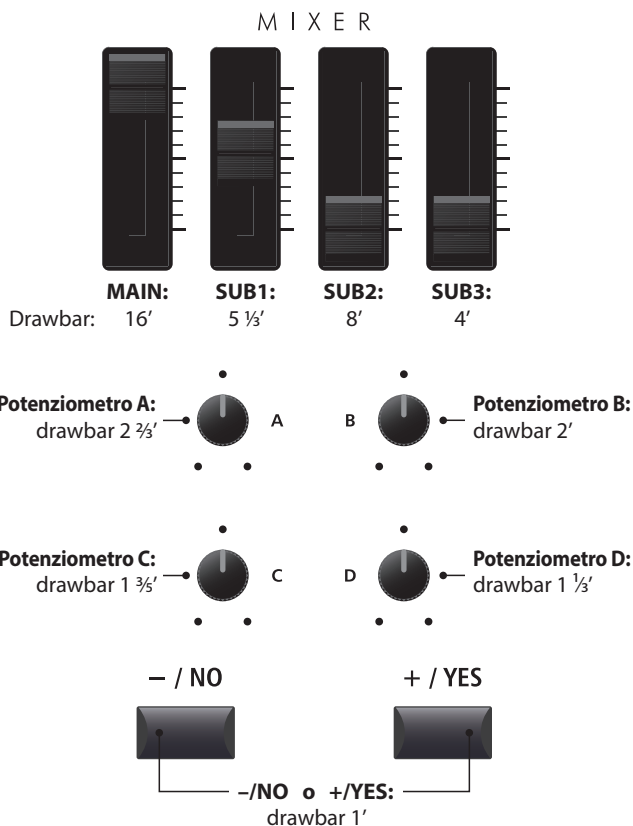 MIXER
MAIN: SUB1: SUB2: SUB3:
Drawbar: 16′ 5 ⅓′ 8′ 4′
Potenziometro A:
drawbar 2 ⅔′
A
B
Potenziometro B:
drawbar 2′
Potenziometro C:
drawbar 1 ⅗′
C
D
Potenziometro D:
drawbar 1 ⅓′
– / NO + / YES
–/NO o +/YES:
drawbar 1′